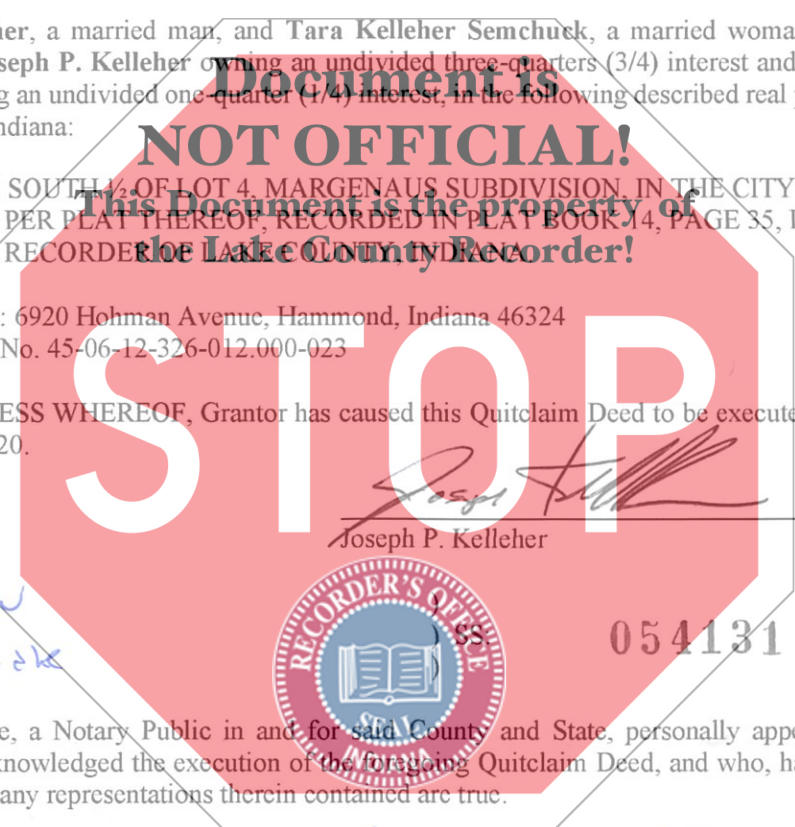 her, a married man, and Tara Kelleher Semchuck, a married woma
seph P. Kelleher owning an undivided three-quarters (3/4) interest and
Document is
g an undivided one-quarter (1/4) interest, in the following described real
ndiana:
NOT OFFICIAL!
SOUTH ½ OF LOT 4, MARGENAUS SUBDIVISION, IN THE CITY
This Document is the property of
PER PLAT THEREOF, RECORDED IN PLAT BOOK 14, PAGE 35, I
the Lake County Recorder!
RECORDER OF LAKE COUNTY, INDIANA.
: 6920 Hohman Avenue, Hammond, Indiana 46324
No. 45-06-12-326-012.000-023
STOP
ESS WHEREOF, Grantor has caused this Quitclaim Deed to be execute
20.
Joseph P. Kelleher
) 
) SS.
)
054131
RECORDER'S OFFICE
SEAL
INDIANA
e, a Notary Public in and for said County and State, personally appe
knowledged the execution of the foregoing Quitclaim Deed, and who, ha
any representations therein contained are true.